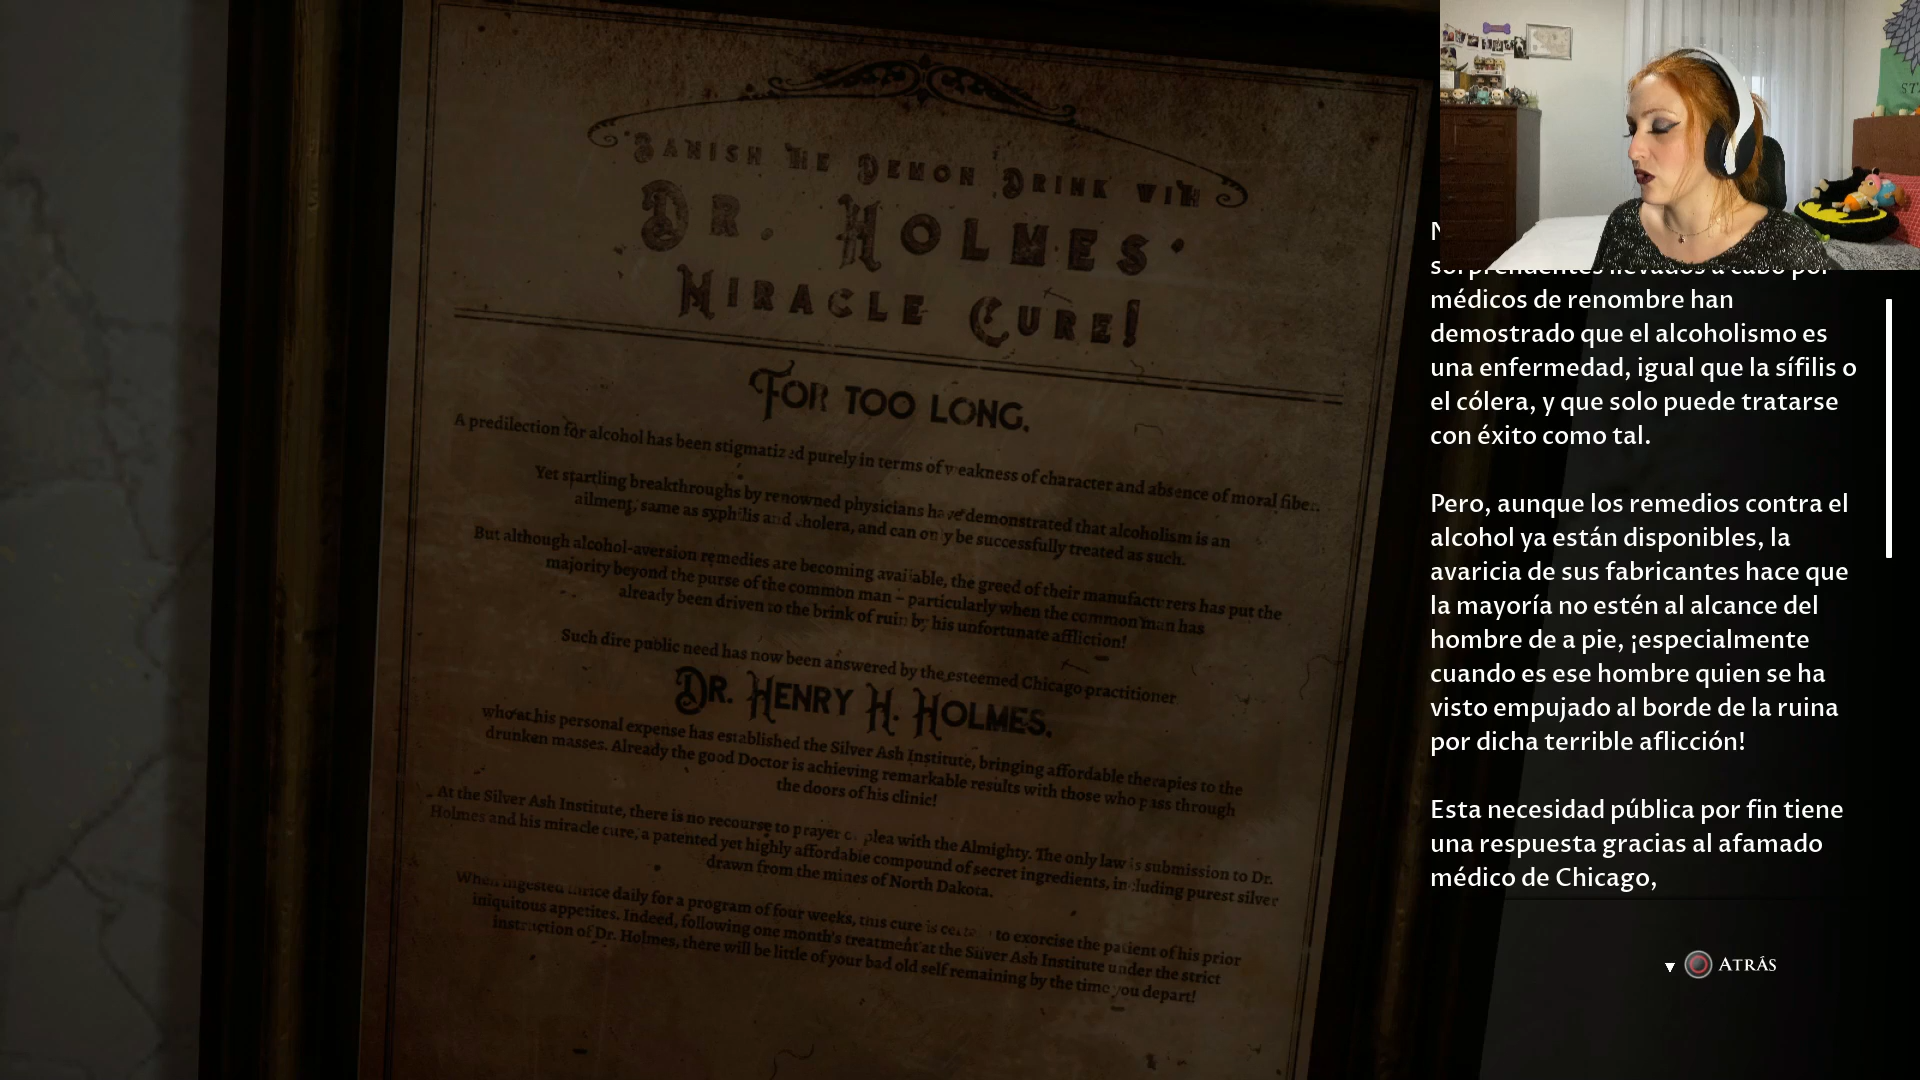 BANISH THE DEMON DRINK WITH
DR. HOLMES'
MIRACLE CURE!
FOR TOO LONG,
A predilection for alcohol has been stigmatized purely in terms of weakness of character and absence of moral fiber.
Yet startling breakthroughs by renowned physicians have demonstrated that alcoholism is an
ailment, same as syphilis and cholera, and can only be successfully treated as such.
But although alcohol-aversion remedies are becoming available, the greed of their manufacturers has put the
majority beyond the purse of the common man – particularly when the common man has
already been driven to the brink of ruin by his unfortunate affliction!
Such dire public need has now been answered by the esteemed Chicago practitioner
DR. HENRY H. HOLMES,
who at his personal expense has established the Silver Ash Institute, bringing affordable therapies to the
drunken masses. Already the good Doctor is achieving remarkable results with those who pass through
the doors of his clinic!
At the Silver Ash Institute, there is no recourse to prayer or plea with the Almighty. The only law is submission to Dr.
Holmes and his miracle cure, a patented yet highly affordable compound of secret ingredients, including purest silver
drawn from the mines of North Dakota.
When ingested thrice daily for a program of four weeks, this cure is certain to exorcise the patient of his prior
iniquitous appetites. Indeed, following one month's treatment at the Silver Ash Institute under the strict
instruction of Dr. Holmes, there will be little of your bad old self remaining by the time you depart!
sorprendentes llevados a cabo por
médicos de renombre han
demostrado que el alcoholismo es
una enfermedad, igual que la sífilis o
el cólera, y que solo puede tratarse
con éxito como tal.
Pero, aunque los remedios contra el
alcohol ya están disponibles, la
avaricia de sus fabricantes hace que
la mayoría no estén al alcance del
hombre de a pie, ¡especialmente
cuando es ese hombre quien se ha
visto empujado al borde de la ruina
por dicha terrible aflicción!
Esta necesidad pública por fin tiene
una respuesta gracias al afamado
médico de Chicago,
ATRÁS